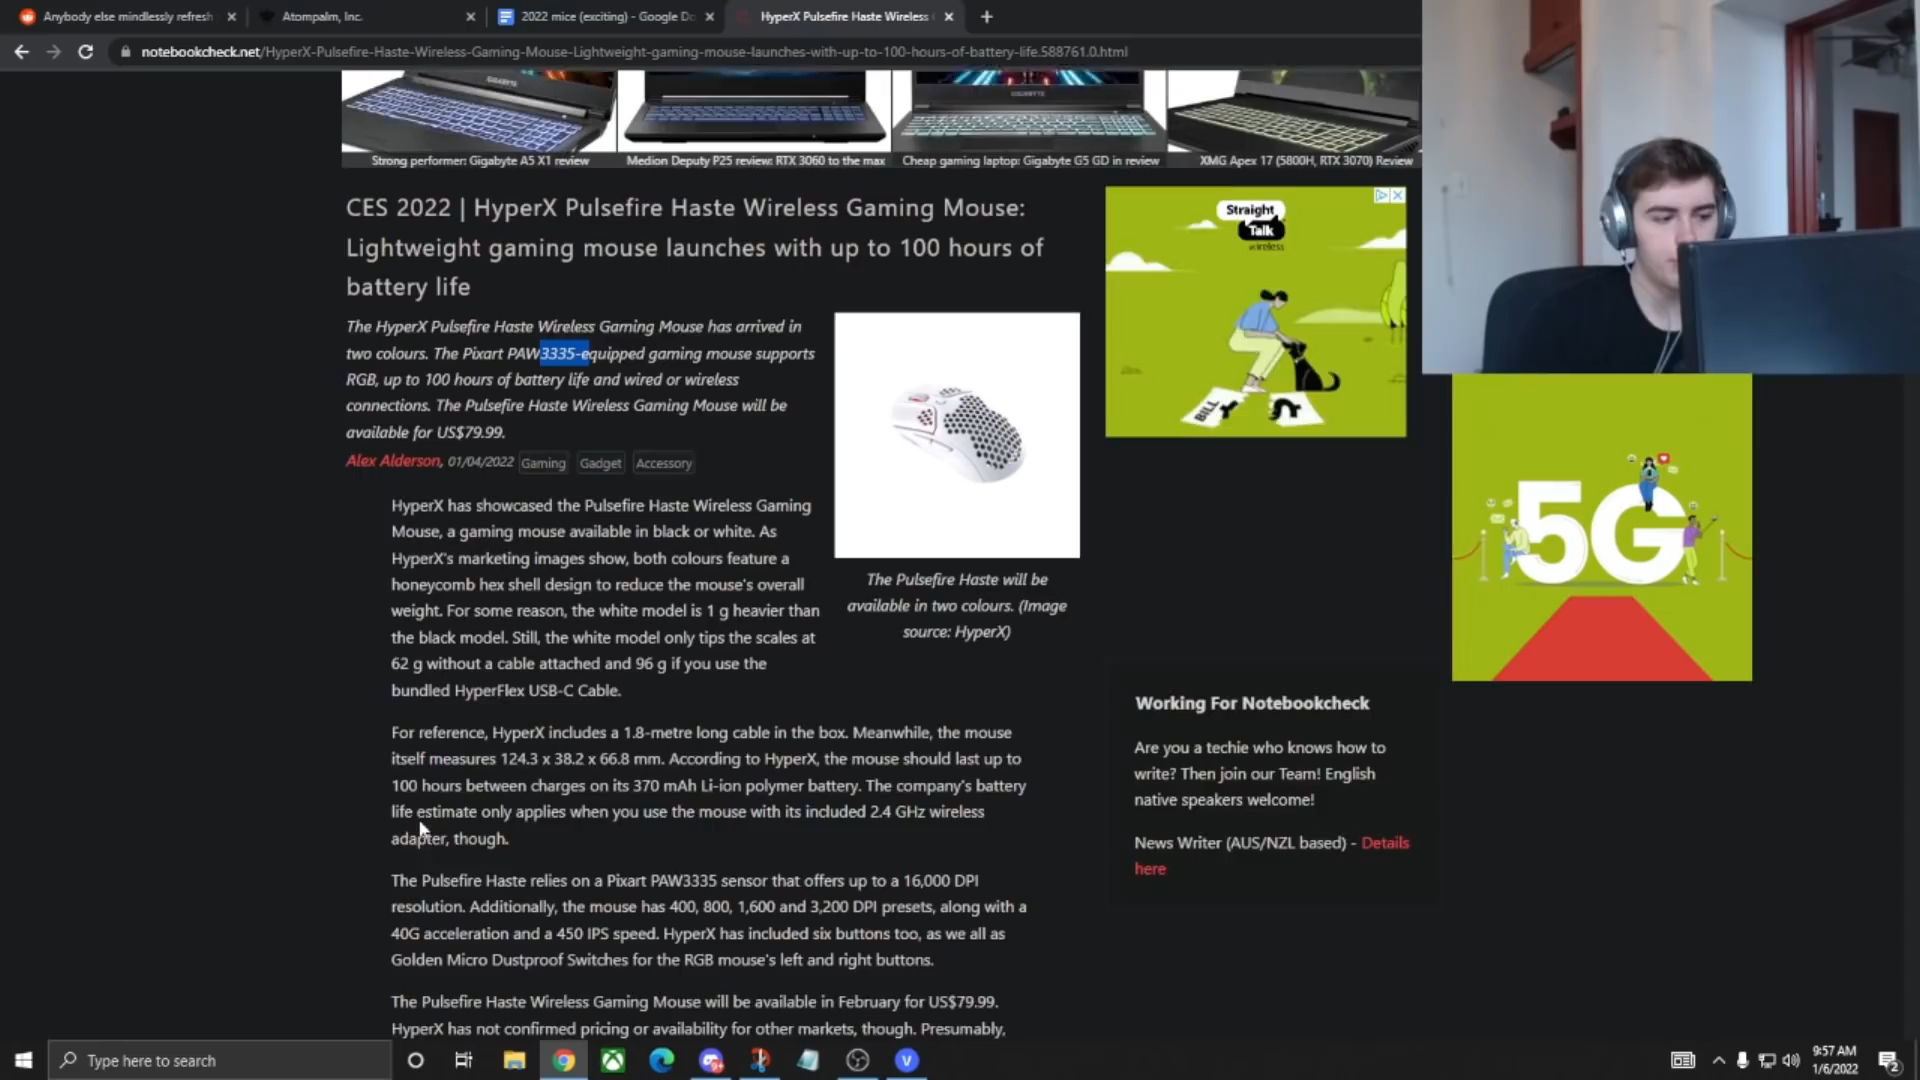 Anybody else mindlessly refresh
Atompalm, Inc.
2022 mice (exciting) - Google Do
HyperX Pulsefire Haste Wireless
notebookcheck.net/HyperX-Pulsefire-Haste-Wireless-Gaming-Mouse-Lightweight-gaming-mouse-launches-with-up-to-100-hours-of-battery-life.588761.0.html
Strong performer: Gigabyte A5 X1 review
Medion Deputy P25 review: RTX 3060 to the max
Cheap gaming laptop: Gigabyte G5 GD in review
XMG Apex 17 (5800H, RTX 3070) Review
CES 2022 | HyperX Pulsefire Haste Wireless Gaming Mouse:
Lightweight gaming mouse launches with up to 100 hours of
battery life
The HyperX Pulsefire Haste Wireless Gaming Mouse has arrived in
two colours. The Pixart PAW3335-equipped gaming mouse supports
RGB, up to 100 hours of battery life and wired or wireless
connections. The Pulsefire Haste Wireless Gaming Mouse will be
available for US$79.99.
Alex Alderson, 01/04/2022 Gaming Gadget Accessory
HyperX has showcased the Pulsefire Haste Wireless Gaming
Mouse, a gaming mouse available in black or white. As
HyperX's marketing images show, both colours feature a
honeycomb hex shell design to reduce the mouse's overall
weight. For some reason, the white model is 1 g heavier than
the black model. Still, the white model only tips the scales at
62 g without a cable attached and 96 g if you use the
bundled HyperFlex USB-C Cable.
The Pulsefire Haste will be
available in two colours. (Image
source: HyperX)
For reference, HyperX includes a 1.8-metre long cable in the box. Meanwhile, the mouse
itself measures 124.3 x 38.2 x 66.8 mm. According to HyperX, the mouse should last up to
100 hours between charges on its 370 mAh Li-ion polymer battery. The company's battery
life estimate only applies when you use the mouse with its included 2.4 GHz wireless
adapter, though.
The Pulsefire Haste relies on a Pixart PAW3335 sensor that offers up to a 16,000 DPI
resolution. Additionally, the mouse has 400, 800, 1,600 and 3,200 DPI presets, along with a
40G acceleration and a 450 IPS speed. HyperX has included six buttons too, as we all as
Golden Micro Dustproof Switches for the RGB mouse's left and right buttons.
The Pulsefire Haste Wireless Gaming Mouse will be available in February for US$79.99.
HyperX has not confirmed pricing or availability for other markets, though. Presumably,
Straight
Talk
wireless
BILL
5G
Working For Notebookcheck
Are you a techie who knows how to
write? Then join our Team! English
native speakers welcome!
News Writer (AUS/NZL based) - Details
here
Type here to search
9:57 AM
1/6/2022
2